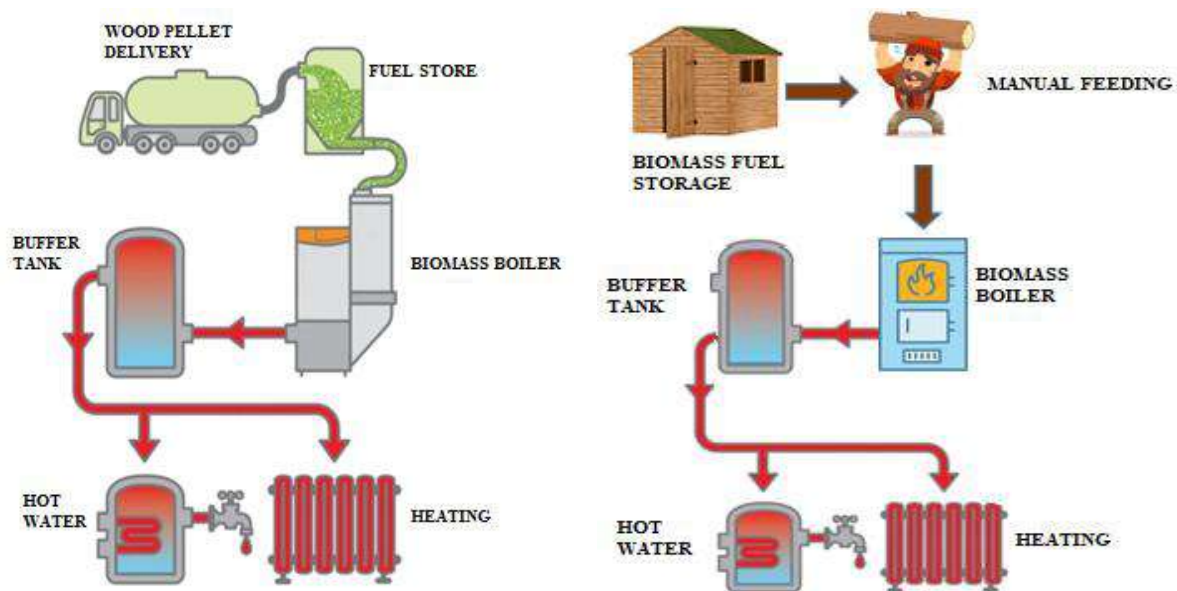 WOOD PELLET
DELIVERY
FUEL STORE
BUFFER
TANK
BIOMASS BOILER
HOT
WATER
HEATING
MANUAL FEEDING
BIOMASS FUEL
STORAGE
BUFFER
TANK
BIOMASS
BOILER
HOT
WATER
HEATING